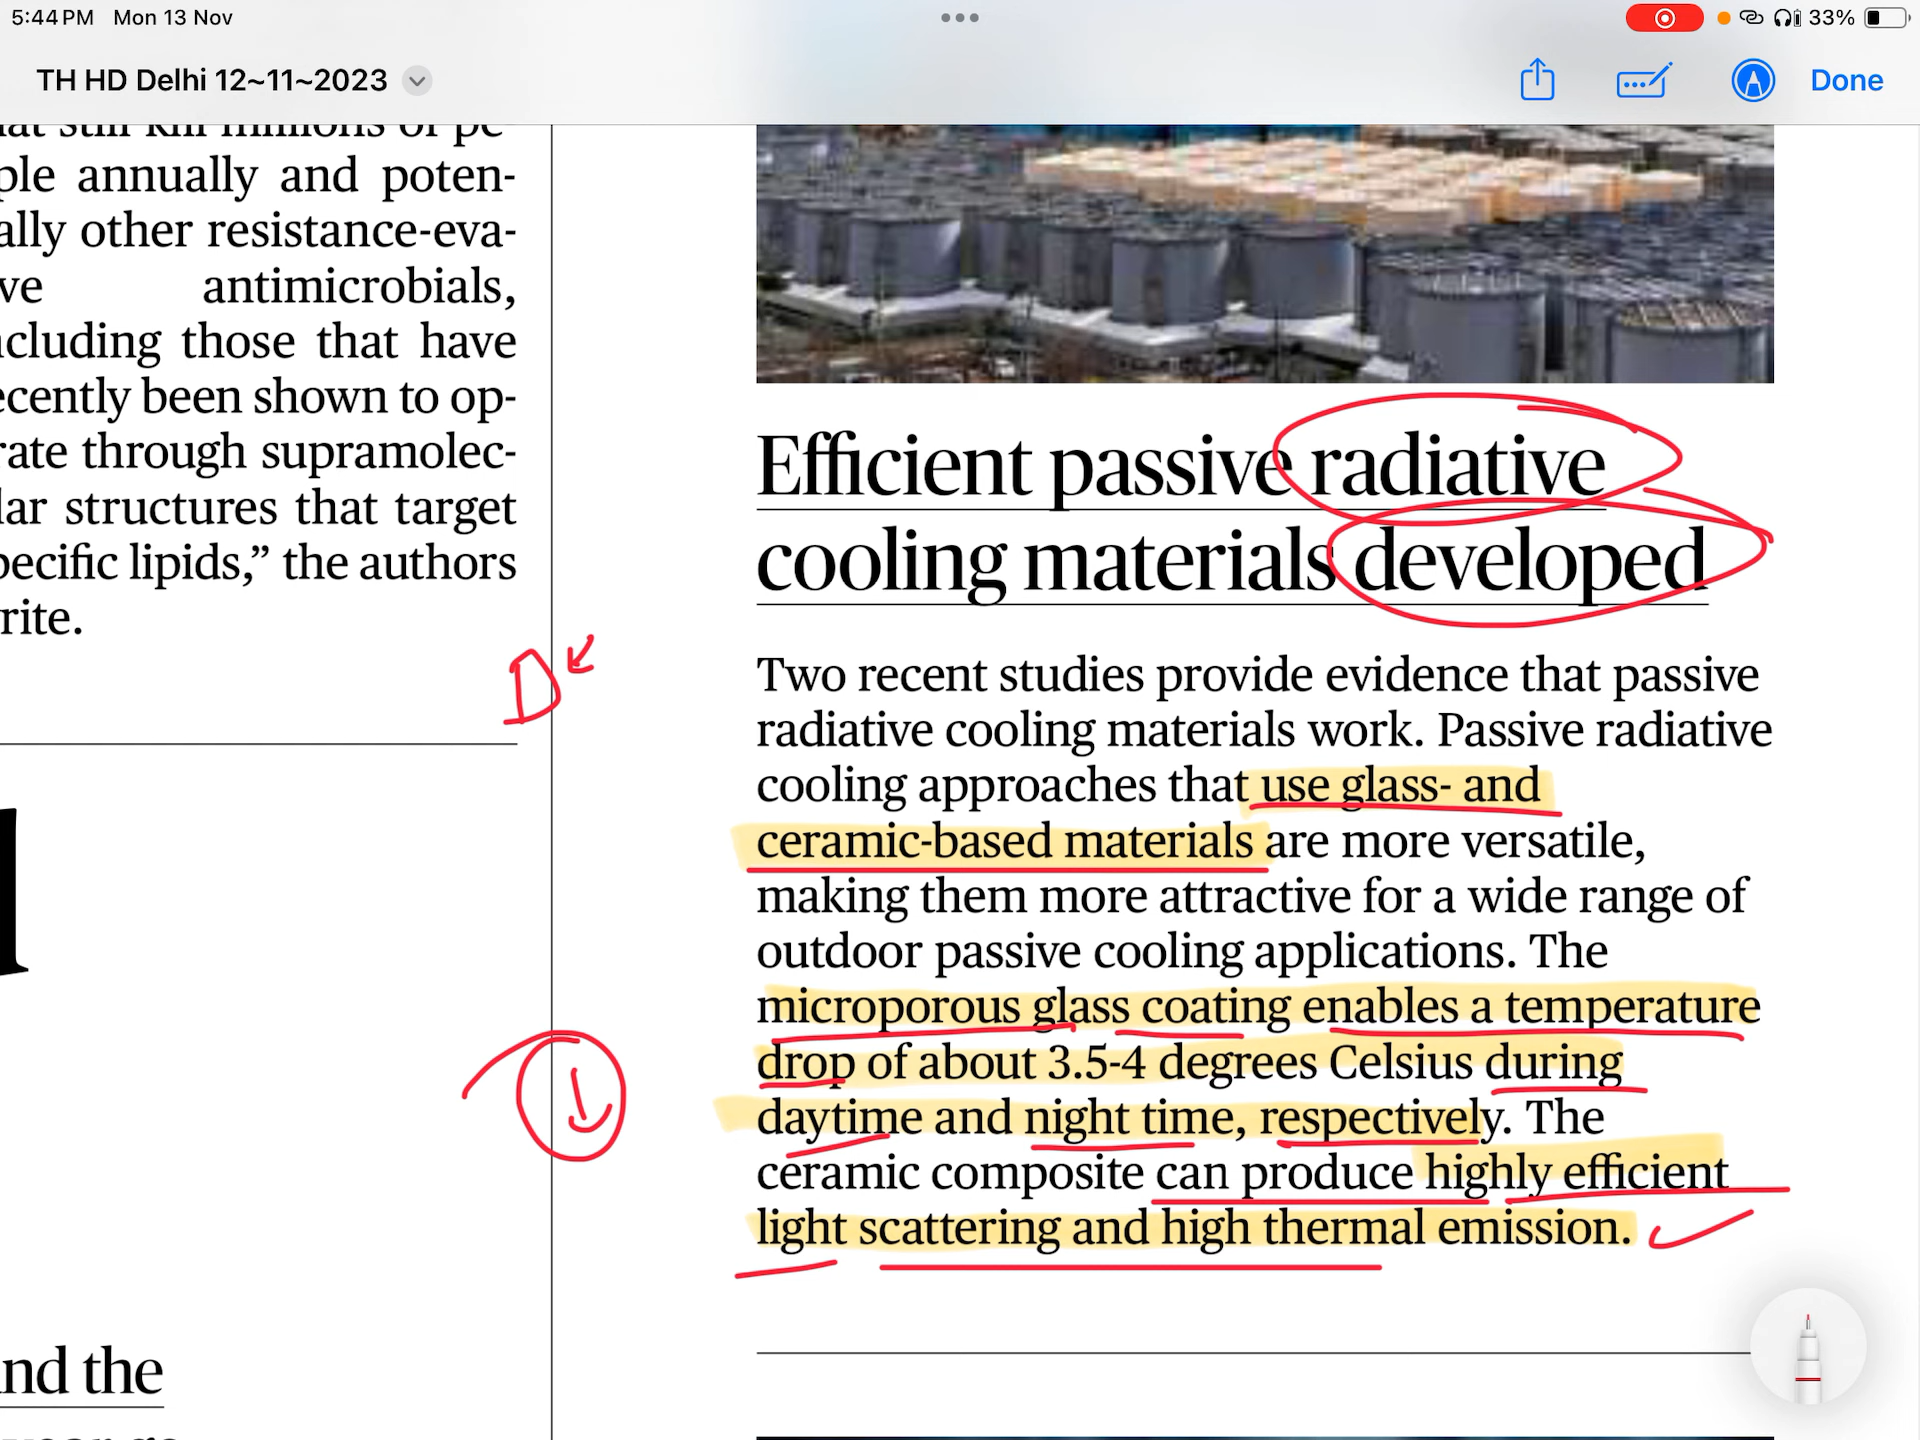 5:44 PM Mon 13 Nov
33%
TH HD Delhi 12~11~2023
Done
ple annually and poten-
ally other resistance-eva-
ve antimicrobials,
ncluding those that have
ecently been shown to op-
rate through supramolec-
lar structures that target
pecific lipids,” the authors
rite.
nd the
Efficient passive radiative
cooling materials developed
Two recent studies provide evidence that passive
radiative cooling materials work. Passive radiative
cooling approaches that use glass- and
ceramic-based materials are more versatile,
making them more attractive for a wide range of
outdoor passive cooling applications. The
microporous glass coating enables a temperature
drop of about 3.5-4 degrees Celsius during
daytime and night time, respectively. The
ceramic composite can produce highly efficient
light scattering and high thermal emission.
D